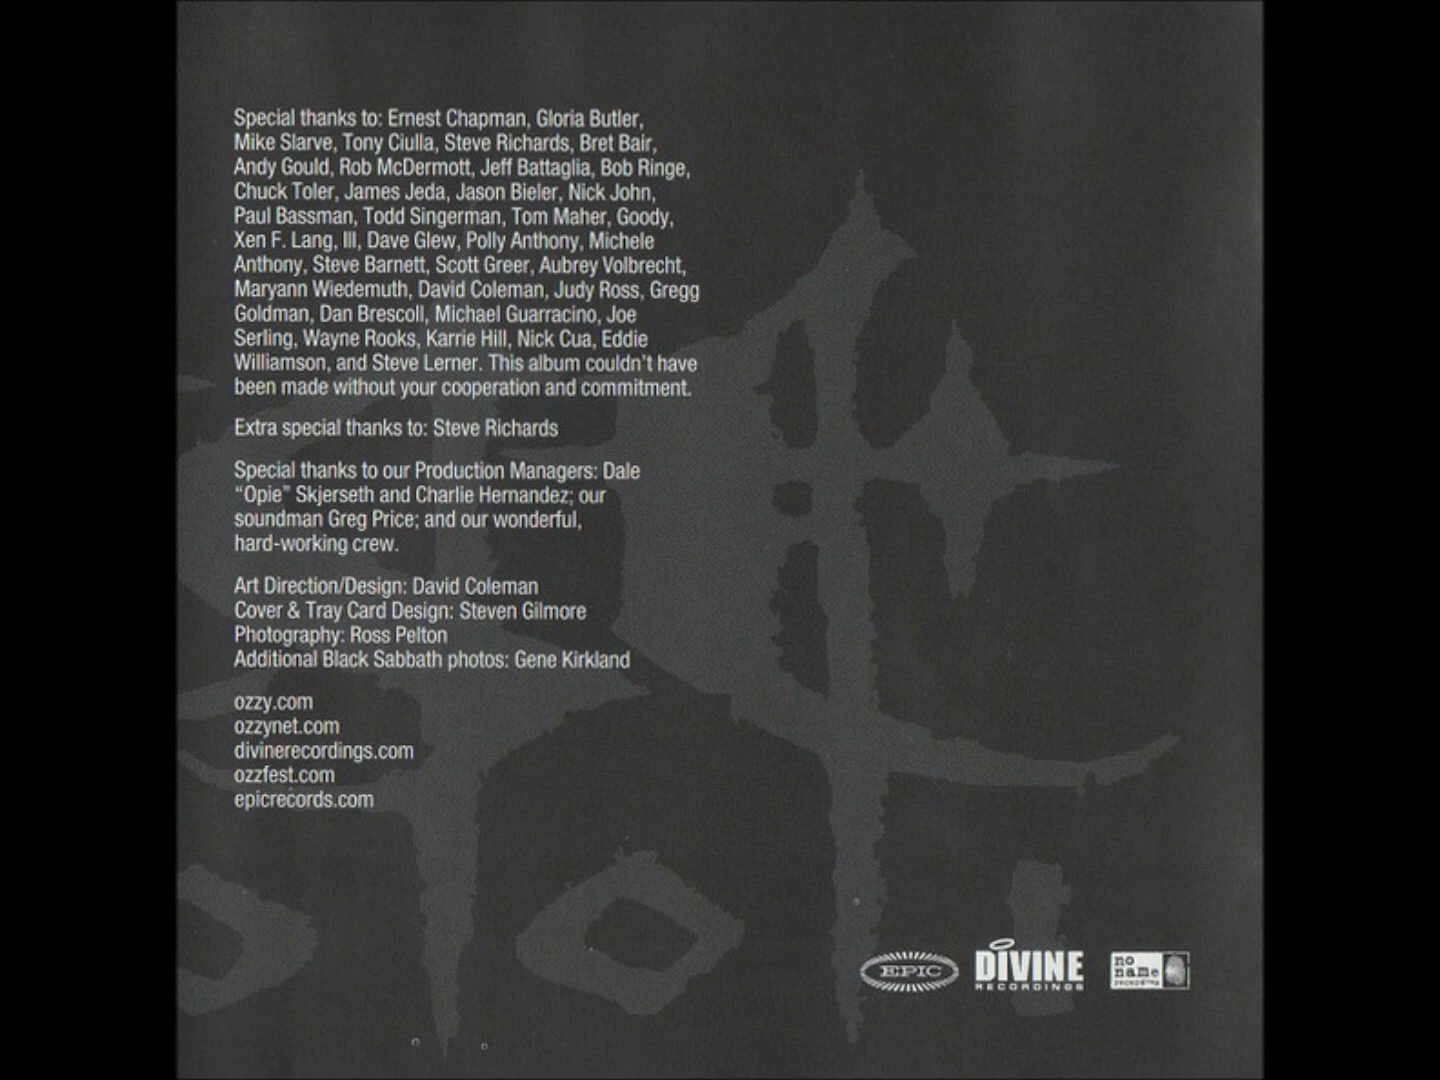 Special thanks to: Ernest Chapman, Gloria Butler,
Mike Slarve, Tony Ciulla, Steve Richards, Bret Bair,
Andy Gould, Rob McDermott, Jeff Battaglia, Bob Ringe,
Chuck Toler, James Jeda, Jason Bieler, Nick John,
Paul Bassman, Todd Singerman, Tom Maher, Goody,
Xen F. Lang, III, Dave Glew, Polly Anthony, Michele
Anthony, Steve Barnett, Scott Greer, Aubrey Volbrecht,
Maryann Wiedemuth, David Coleman, Judy Ross, Gregg
Goldman, Dan Brescoll, Michael Guarracino, Joe
Serling, Wayne Rooks, Karrie Hill, Nick Cua, Eddie
Williamson, and Steve Lerner. This album couldn't have
been made without your cooperation and commitment.
Extra special thanks to: Steve Richards
Special thanks to our Production Managers: Dale
“Opie” Skjerseth and Charlie Hernandez; our
soundman Greg Price; and our wonderful,
hard-working crew.
Art Direction/Design: David Coleman
Cover & Tray Card Design: Steven Gilmore
Photography: Ross Pelton
Additional Black Sabbath photos: Gene Kirkland
ozzy.com
ozzynet.com
divinerecordings.com
ozzfest.com
epicrecords.com
EPIC
DIVINE
RECORDINGS
no
name
recordings